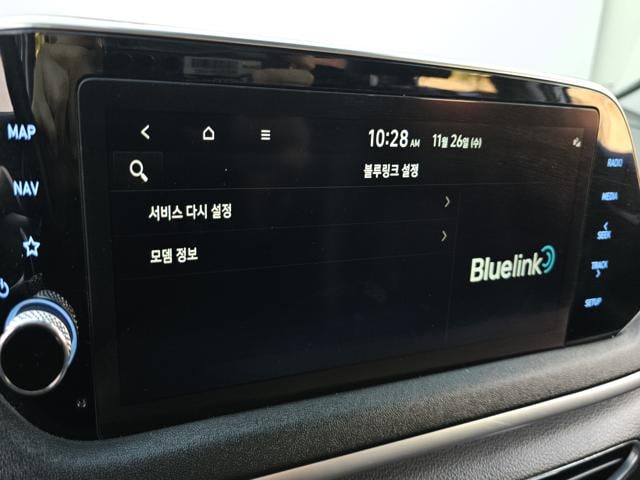 10:28 AM 11월 26일 (수)
블루링크 설정
서비스 다시 설정
모뎀 정보
Bluelink
MAP
NAV
RADIO
MEDIA
SEEK
TRACK
SETUP